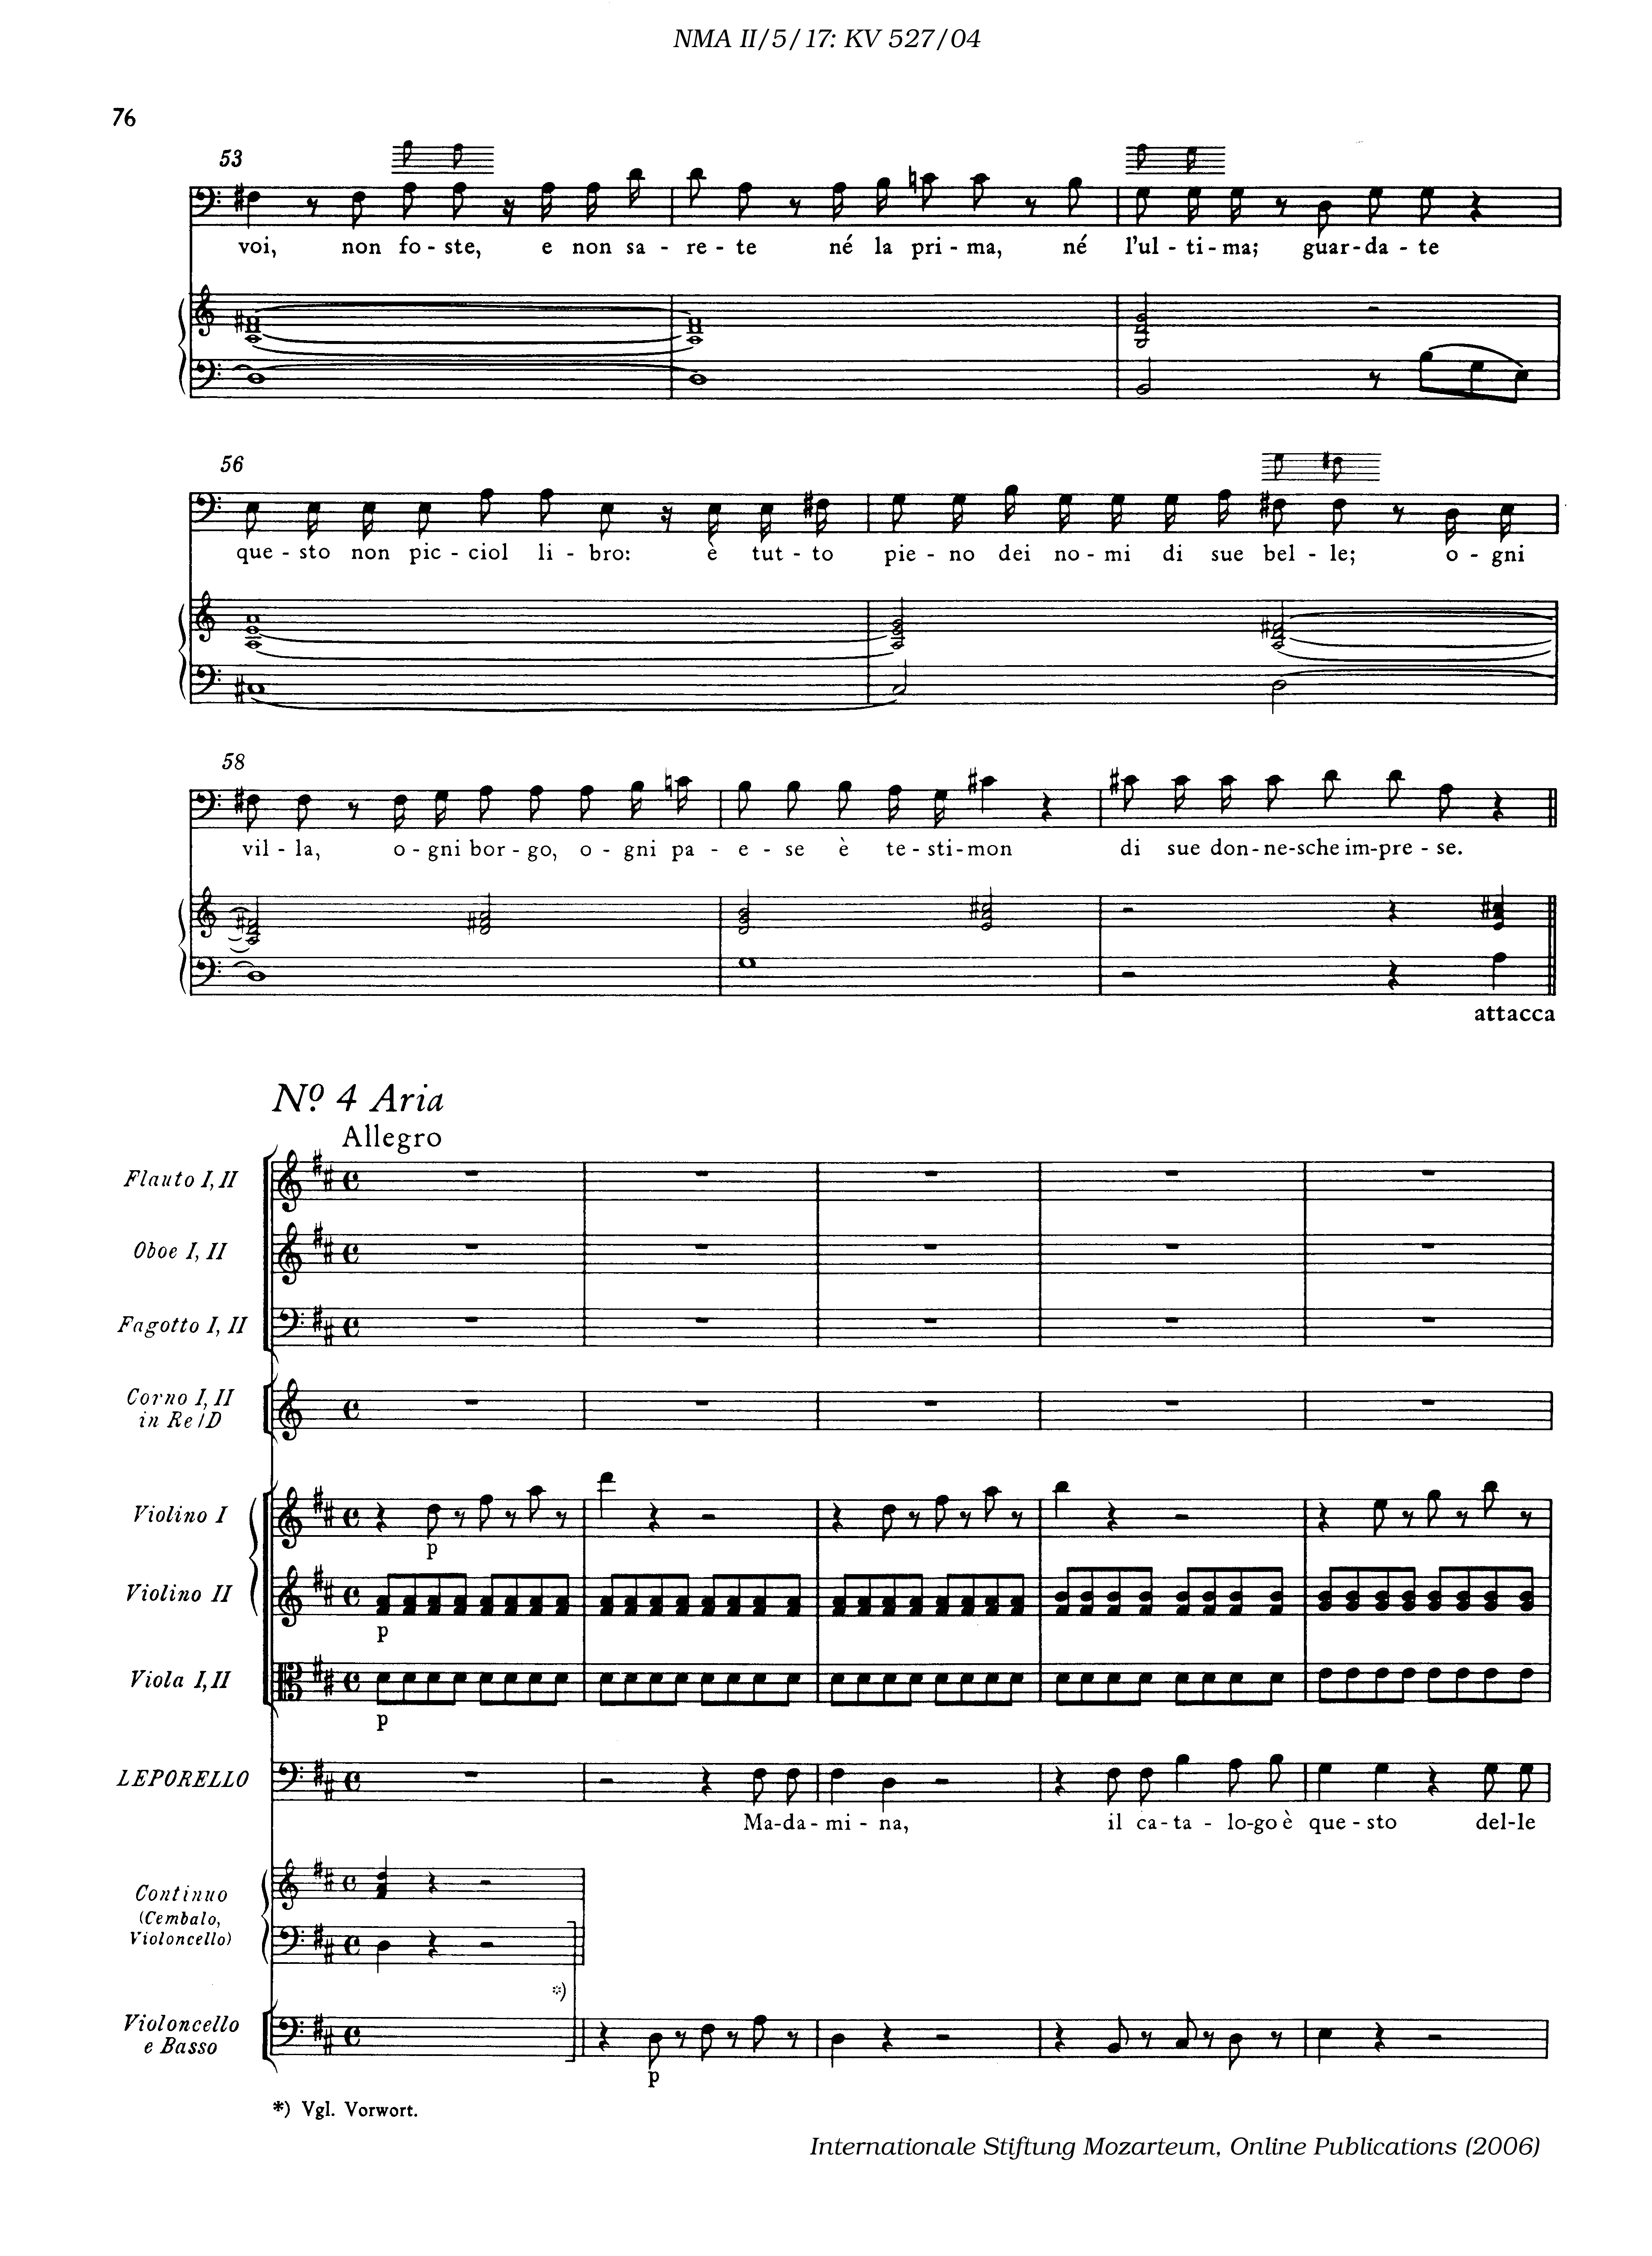 NMA II/5/17: KV 527/04
76
53
voi, non fo - ste, e non sa - re - te né la pri - ma, né l'ul - ti - ma; guar - da - te
56
que - sto non pic - ciol li - bro: è tut - to pie - no dei no - mi di sue bel - le; o - gni
58
vil - la, o - gni bor - go, o - gni pa - e - se è te - sti - mon di sue don - ne - sche im - pre - se.
attacca
No. 4 Aria
Allegro
Flauto I, II
Oboe I, II
Fagotto I, II
Corno I, II
in Re/D
Violino I
p
Violino II
p
Viola I, II
p
LEPORELLO
Ma - da - mi - na, il ca - ta - lo - go è que - sto del - le
Continuo
(Cembalo,
Violoncello)
*)
Violoncello
e Basso
p
*) Vgl. Vorwort.
Internationale Stiftung Mozarteum, Online Publications (2006)